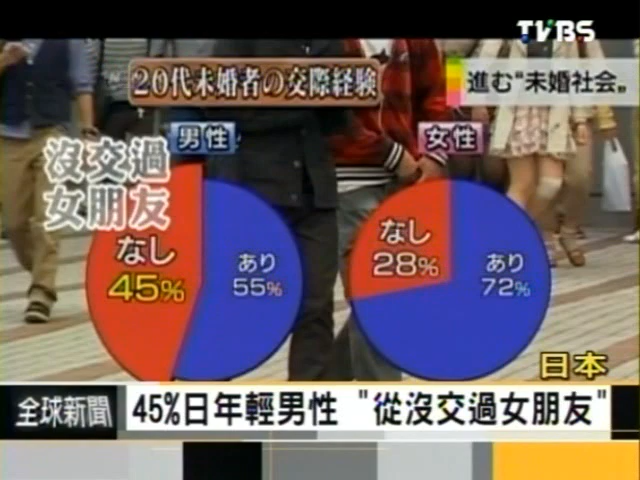 TVBS
20代未婚者の交際経験
進む"未婚社会„
男性
女性
沒交過
女朋友
なし
45%
あり
55%
なし
28%
あり
72%
日本
全球新聞
45%日年輕男性 "從沒交過女朋友"